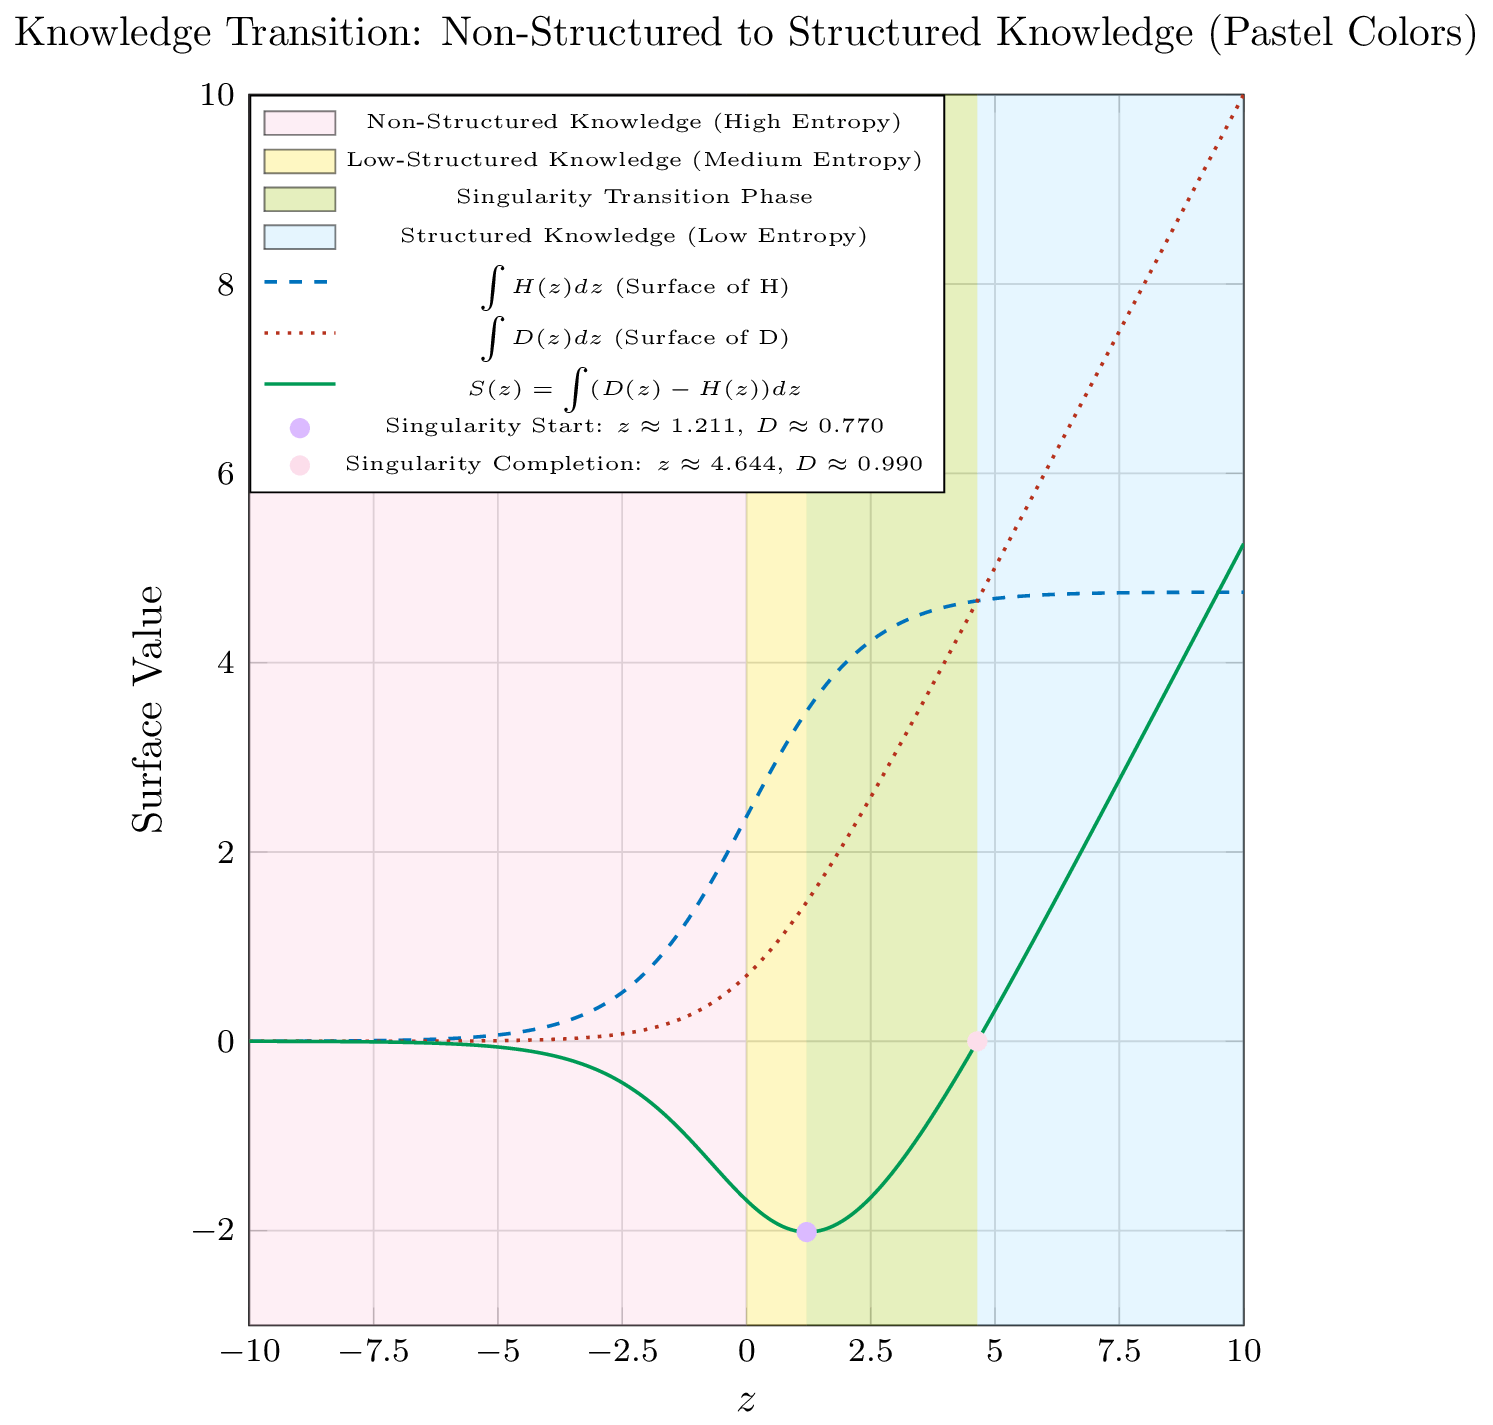 Knowledge Transition: Non-Structured to Structured Knowledge (Pastel Colors)
10
8
6
4
2
0
−2
Surface Value
Non-Structured Knowledge (High Entropy)
Low-Structured Knowledge (Medium Entropy)
Singularity Transition Phase
Structured Knowledge (Low Entropy)
∫ H(z)dz (Surface of H)
∫ D(z)dz (Surface of D)
S(z) = ∫(D(z) − H(z))dz
Singularity Start: z ≈ 1.211, D ≈ 0.770
Singularity Completion: z ≈ 4.644, D ≈ 0.990
−10 −7.5 −5 −2.5 0 2.5 5 7.5 10
z